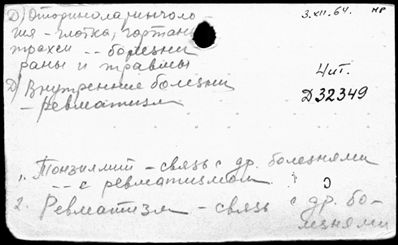 Д) Оториноларинголо
гия - глотка, гортань
трахеи -- болезни
раны и травмы
Д) Внутренние болезни
- ревматизм
3.XII.64. НР
Чит.
Д32349
1. Тонзиллит - связь с др. болезнями
-- с ревматизмом
2. Ревматизм - связь с др. бо-
лезнями